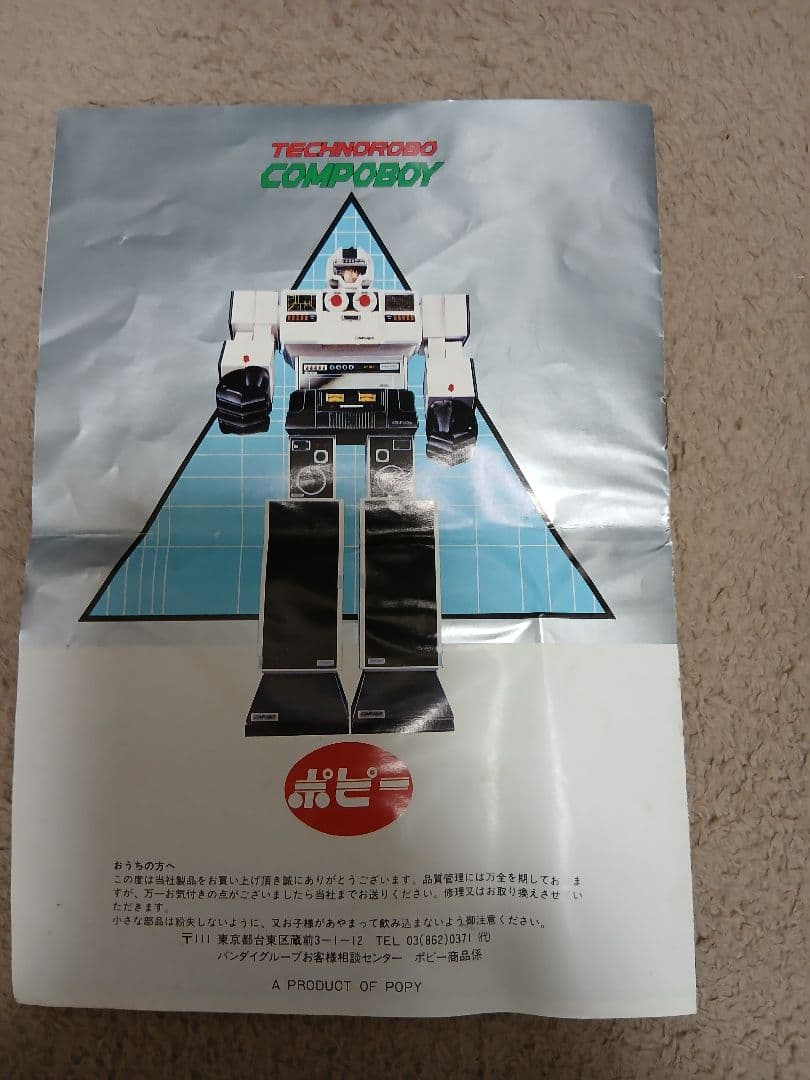 TECHNOROBO
COMPOBOY
ポピー
おうちの方へ
この度は当社製品をお買い上げ頂き誠にありがとうございます。品質管理には万全を期しておりま
すが、万一お気付きの点がございましたら当社までお送りください。修理又はお取り換えさせてい
ただきます。
小さな部品は紛失しないように、又お子様があやまって飲み込まないよう御注意ください。
〒111 東京都台東区蔵前3-1-12 TEL 03(862)0371 ㈹
バンダイグループお客様相談センター ポピー商品係
A PRODUCT OF POPY